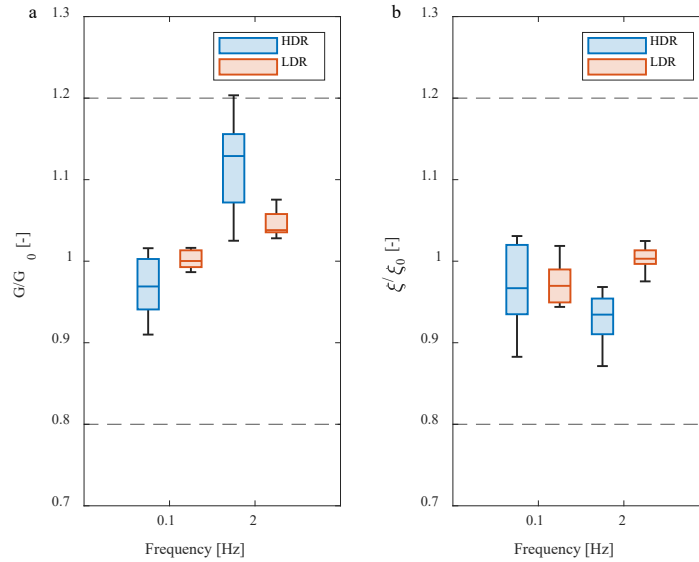 a
1.3
HDR
LDR
1.2
1.1
1
0.9
0.8
0.7
0.1
2
G/G 0 [-]
Frequency [Hz]
b
1.3
HDR
LDR
1.2
1.1
1
0.9
0.8
0.7
0.1
2
ξ/ ξ0 [-]
Frequency [Hz]